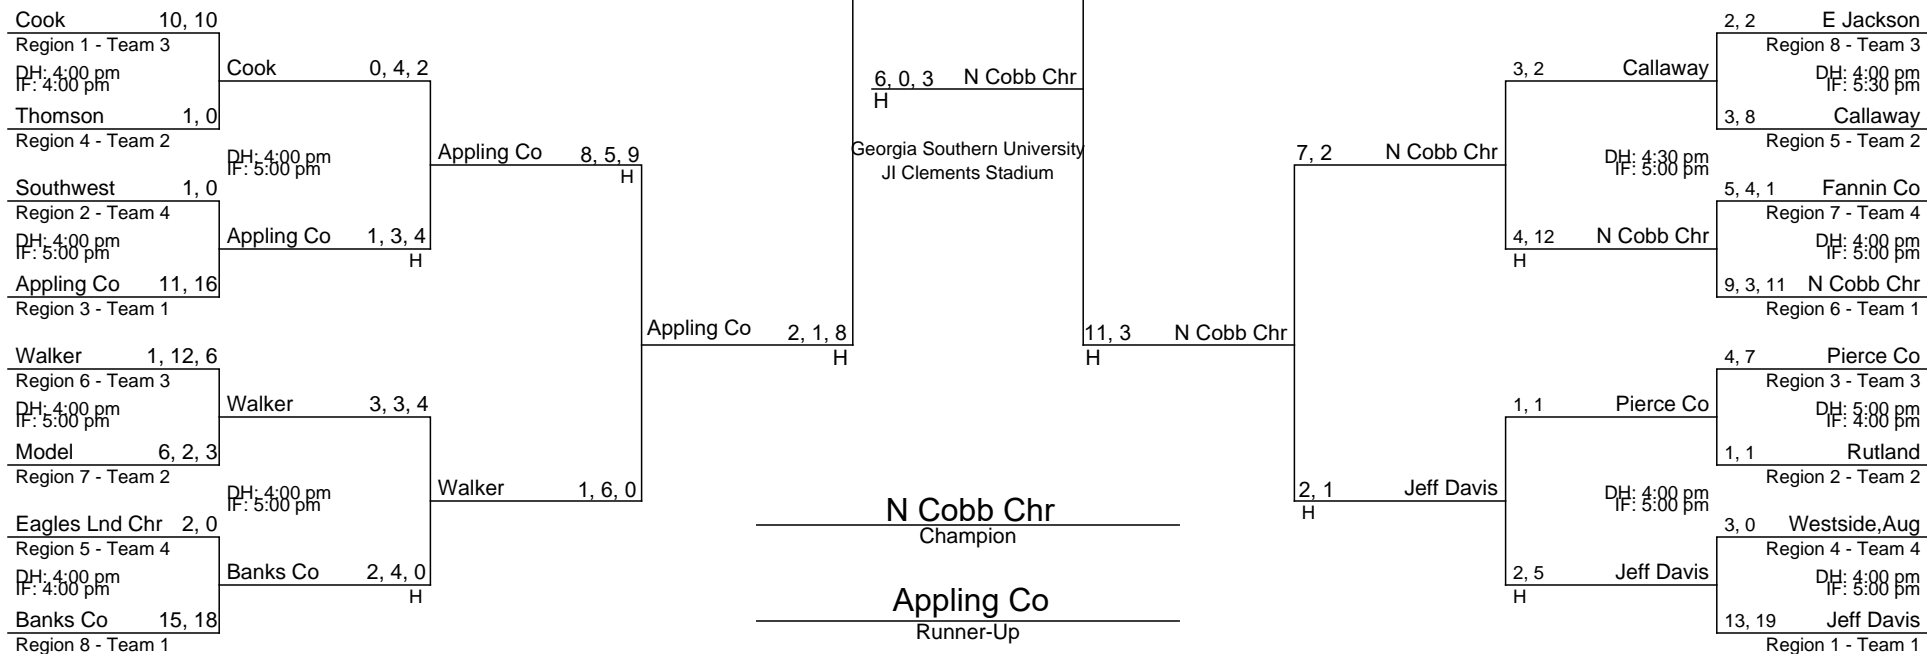 Cook 10, 10
Region 1 - Team 3
DH: 4:00 pm
IF: 4:00 pm
Thomson 1, 0
Region 4 - Team 2
Southwest 1, 0
Region 2 - Team 4
DH: 4:00 pm
IF: 5:00 pm
Appling Co 11, 16
Region 3 - Team 1
Walker 1, 12, 6
Region 6 - Team 3
DH: 4:00 pm
IF: 5:00 pm
Model 6, 2, 3
Region 7 - Team 2
Eagles Lnd Chr 2, 0
Region 5 - Team 4
DH: 4:00 pm
IF: 4:00 pm
Banks Co 15, 18
Region 8 - Team 1
Cook 0, 4, 2
DH: 4:00 pm
IF: 5:00 pm
Appling Co 1, 3, 4
H
Walker 3, 3, 4
DH: 4:00 pm
IF: 5:00 pm
Banks Co 2, 4, 0
H
Appling Co 8, 5, 9
H
Walker 1, 6, 0
Appling Co 2, 1, 8
H
6, 0, 3 N Cobb Chr
H
Georgia Southern University
JI Clements Stadium
N Cobb Chr
Champion
Appling Co
Runner-Up
11, 3 N Cobb Chr
H
7, 2 N Cobb Chr
2, 1 Jeff Davis
H
3, 2 Callaway
DH: 4:30 pm
IF: 5:00 pm
4, 12 N Cobb Chr
H
1, 1 Pierce Co
DH: 4:00 pm
IF: 5:00 pm
2, 5 Jeff Davis
H
2, 2 E Jackson
Region 8 - Team 3
DH: 4:00 pm
IF: 5:30 pm
3, 8 Callaway
Region 5 - Team 2
5, 4, 1 Fannin Co
Region 7 - Team 4
DH: 4:00 pm
IF: 5:00 pm
9, 3, 11 N Cobb Chr
Region 6 - Team 1
4, 7 Pierce Co
Region 3 - Team 3
DH: 5:00 pm
IF: 4:00 pm
1, 1 Rutland
Region 2 - Team 2
3, 0 Westside,Aug
Region 4 - Team 4
DH: 4:00 pm
IF: 5:00 pm
13, 19 Jeff Davis
Region 1 - Team 1